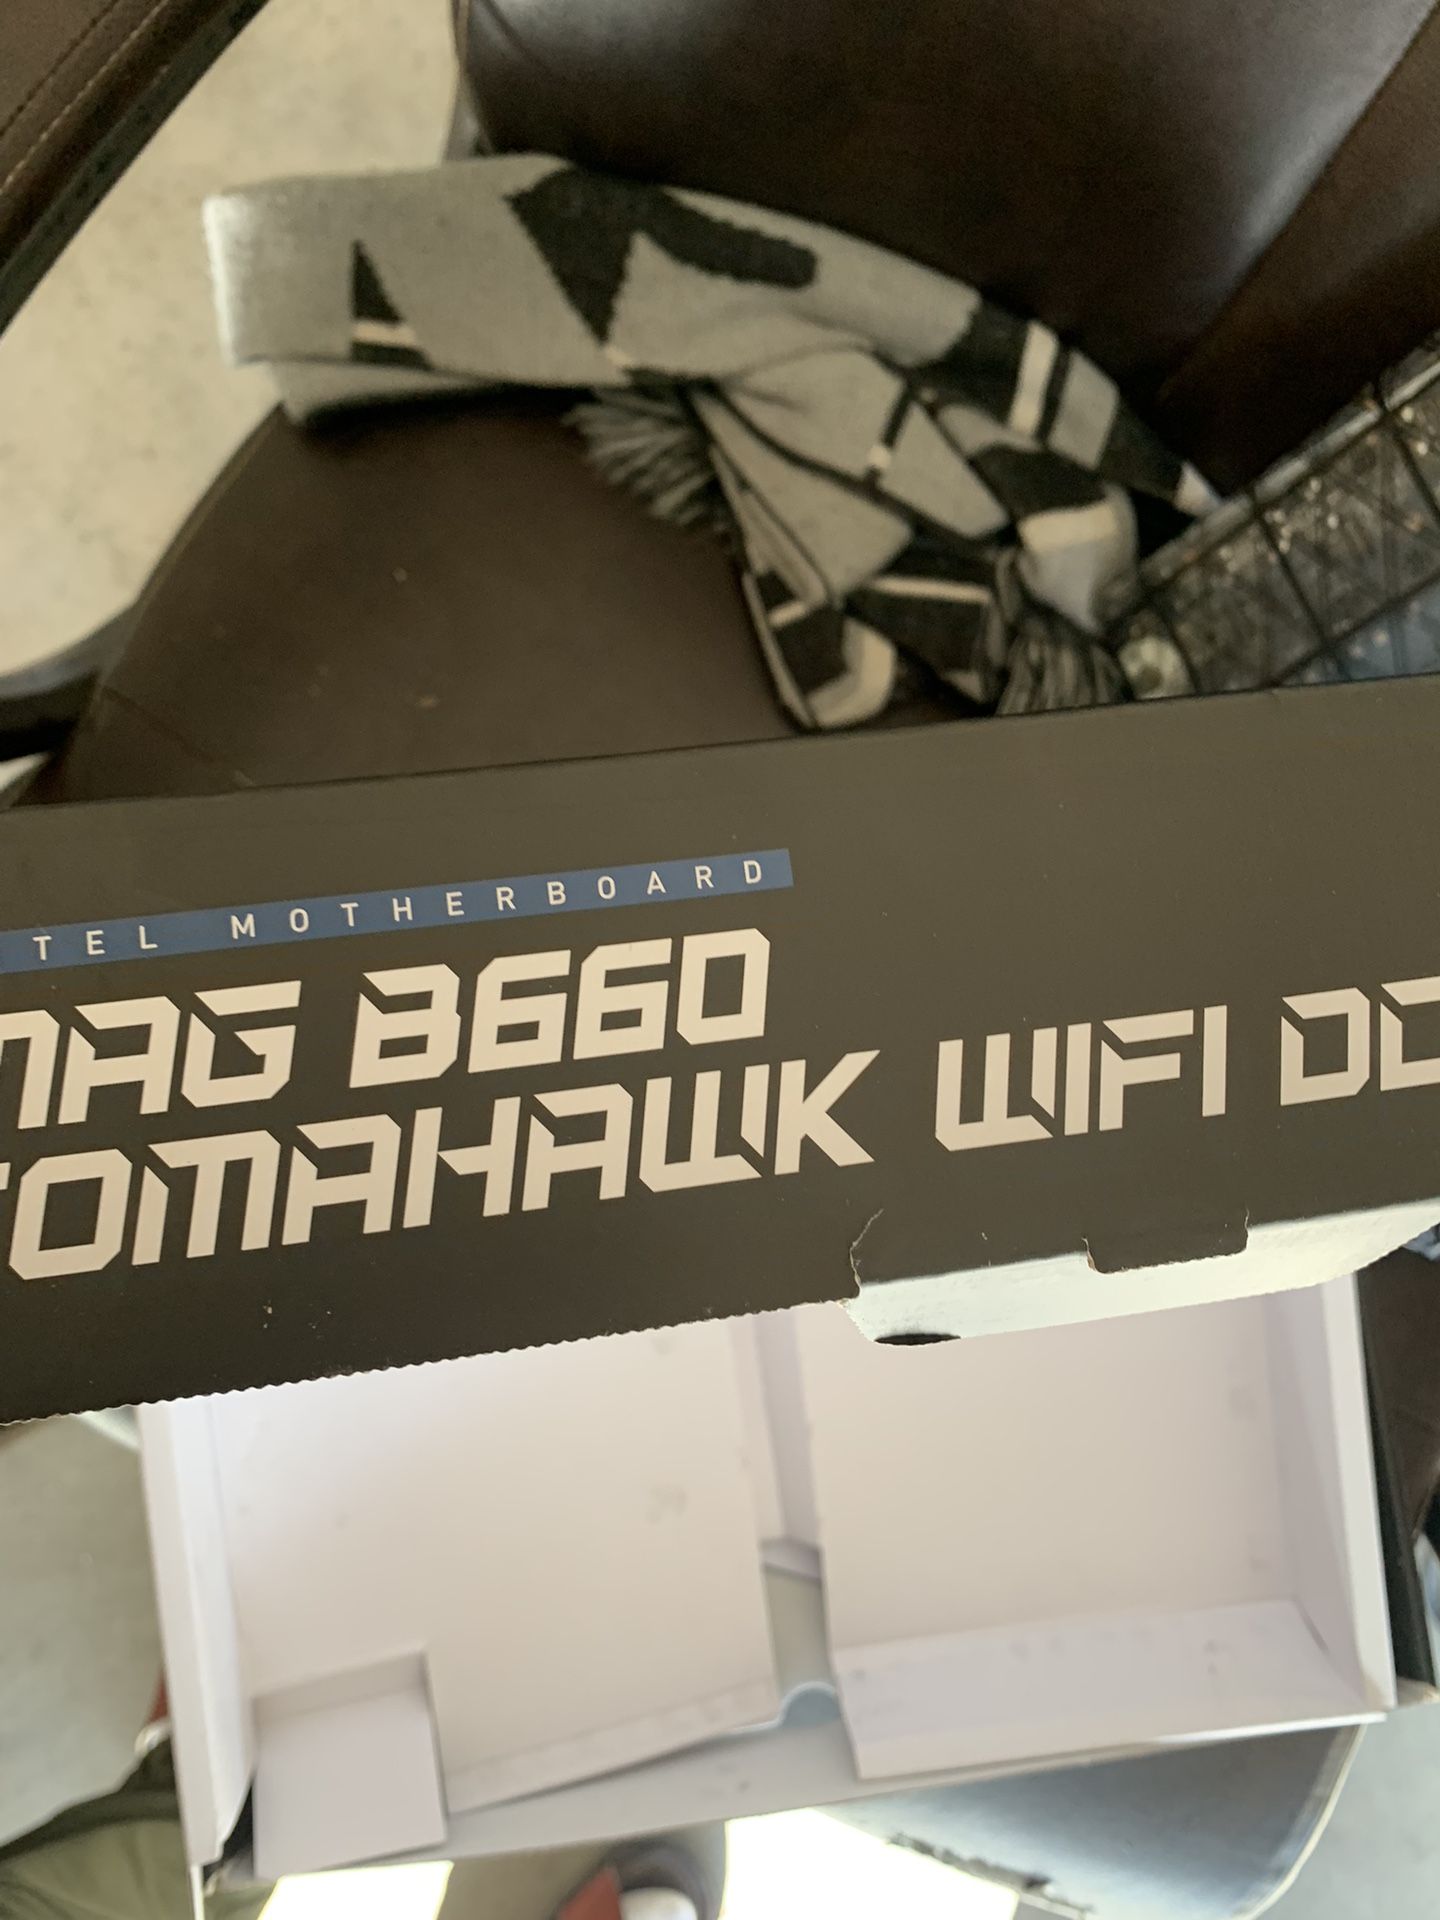 TEL MOTHERBOARD
MAG B660
TOMAHAWK WIFI DD